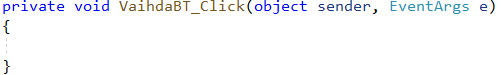 private void VaihdaBT_Click(object sender, EventArgs e)
{
}